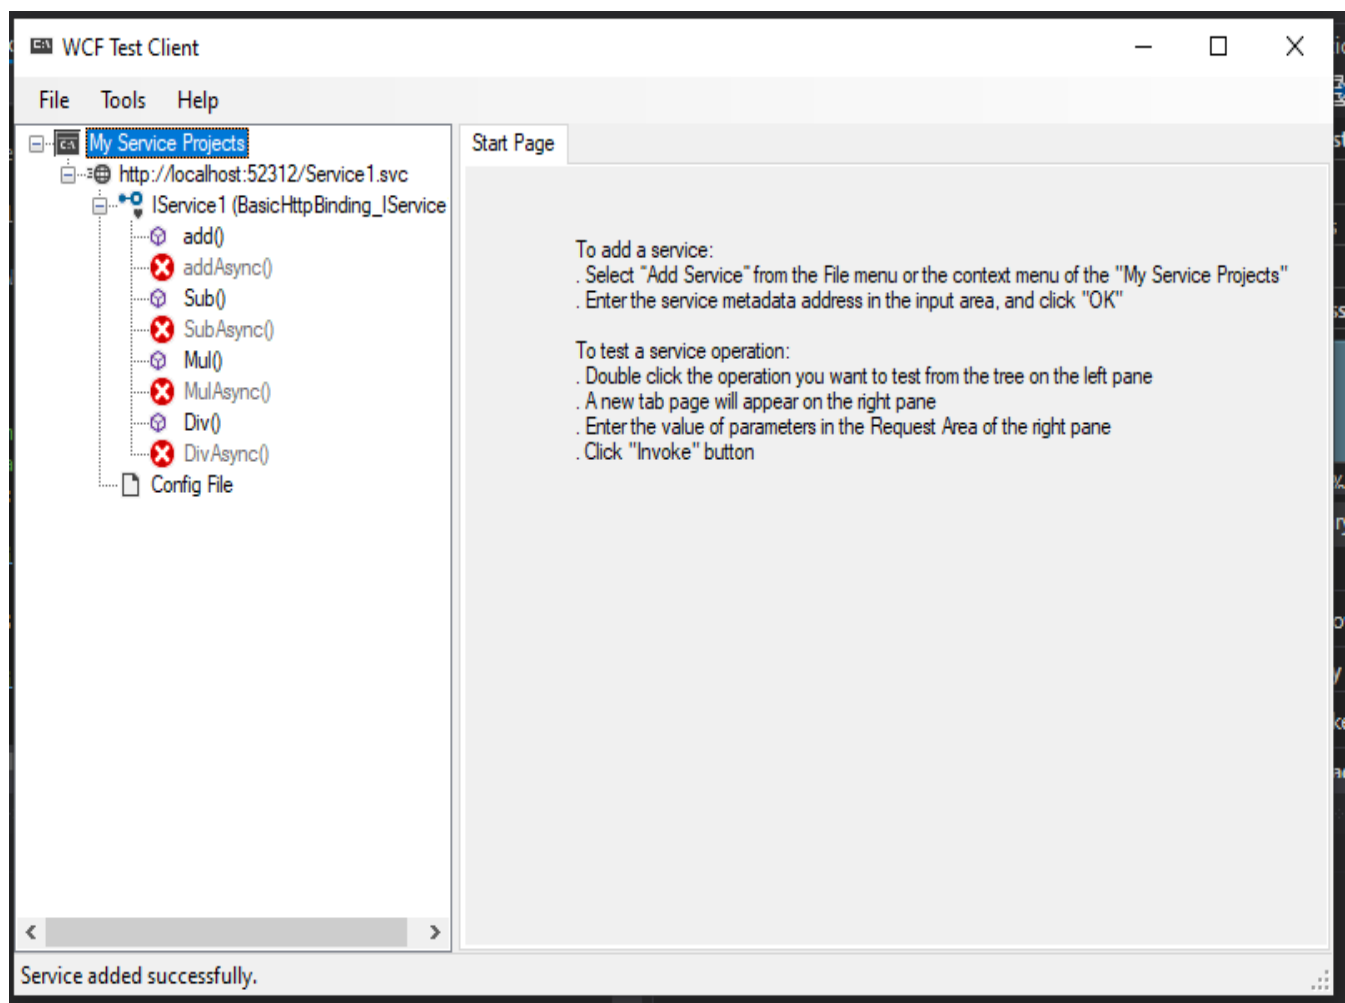 WCF Test Client
File Tools Help
My Service Projects
http://localhost:52312/Service1.svc
IService1 (BasicHttpBinding_IService
add()
addAsync()
Sub()
SubAsync()
Mul()
MulAsync()
Div()
DivAsync()
Config File
Start Page
To add a service:
. Select "Add Service" from the File menu or the context menu of the "My Service Projects"
. Enter the service metadata address in the input area, and click "OK"
To test a service operation:
. Double click the operation you want to test from the tree on the left pane
. A new tab page will appear on the right pane
. Enter the value of parameters in the Request Area of the right pane
. Click "Invoke" button
Service added successfully.